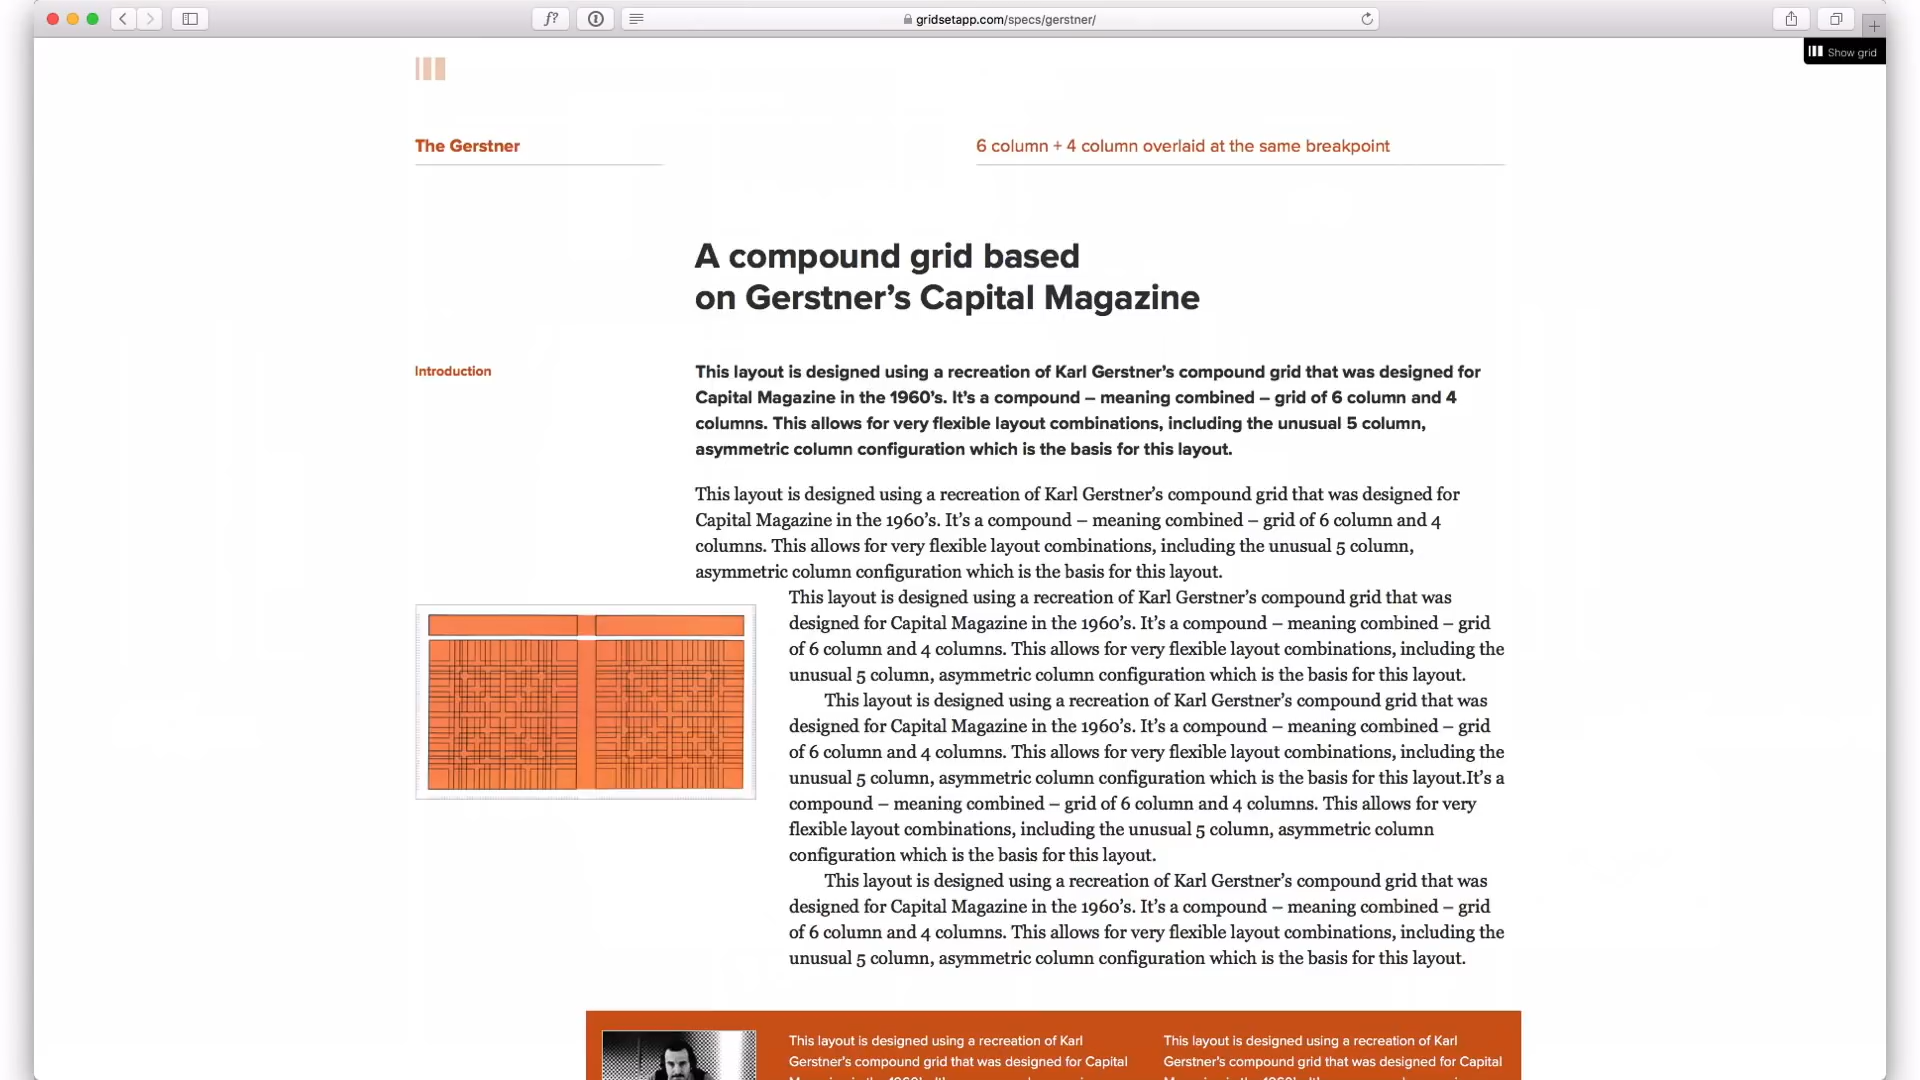 f?
gridsetapp.com/specs/gerstner/
Show grid
The Gerstner
6 column + 4 column overlaid at the same breakpoint
A compound grid based
on Gerstner’s Capital Magazine
Introduction
This layout is designed using a recreation of Karl Gerstner’s compound grid that was designed for
Capital Magazine in the 1960’s. It’s a compound – meaning combined – grid of 6 column and 4
columns. This allows for very flexible layout combinations, including the unusual 5 column,
asymmetric column configuration which is the basis for this layout.
This layout is designed using a recreation of Karl Gerstner’s compound grid that was designed for
Capital Magazine in the 1960’s. It’s a compound – meaning combined – grid of 6 column and 4
columns. This allows for very flexible layout combinations, including the unusual 5 column,
asymmetric column configuration which is the basis for this layout.
This layout is designed using a recreation of Karl Gerstner’s compound grid that was
designed for Capital Magazine in the 1960’s. It’s a compound – meaning combined – grid
of 6 column and 4 columns. This allows for very flexible layout combinations, including the
unusual 5 column, asymmetric column configuration which is the basis for this layout.
This layout is designed using a recreation of Karl Gerstner’s compound grid that was
designed for Capital Magazine in the 1960’s. It’s a compound – meaning combined – grid
of 6 column and 4 columns. This allows for very flexible layout combinations, including the
unusual 5 column, asymmetric column configuration which is the basis for this layout.It’s a
compound – meaning combined – grid of 6 column and 4 columns. This allows for very
flexible layout combinations, including the unusual 5 column, asymmetric column
configuration which is the basis for this layout.
This layout is designed using a recreation of Karl Gerstner’s compound grid that was
designed for Capital Magazine in the 1960’s. It’s a compound – meaning combined – grid
of 6 column and 4 columns. This allows for very flexible layout combinations, including the
unusual 5 column, asymmetric column configuration which is the basis for this layout.
This layout is designed using a recreation of Karl
Gerstner’s compound grid that was designed for Capital
This layout is designed using a recreation of Karl
Gerstner’s compound grid that was designed for Capital